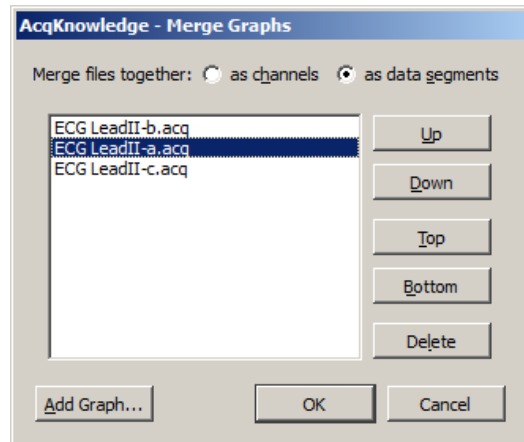 AcqKnowledge - Merge Graphs
Merge files together: as channels as data segments
ECG LeadII-b.acq
ECG LeadII-a.acq
ECG LeadII-c.acq
Up
Down
Top
Bottom
Delete
Add Graph... OK Cancel